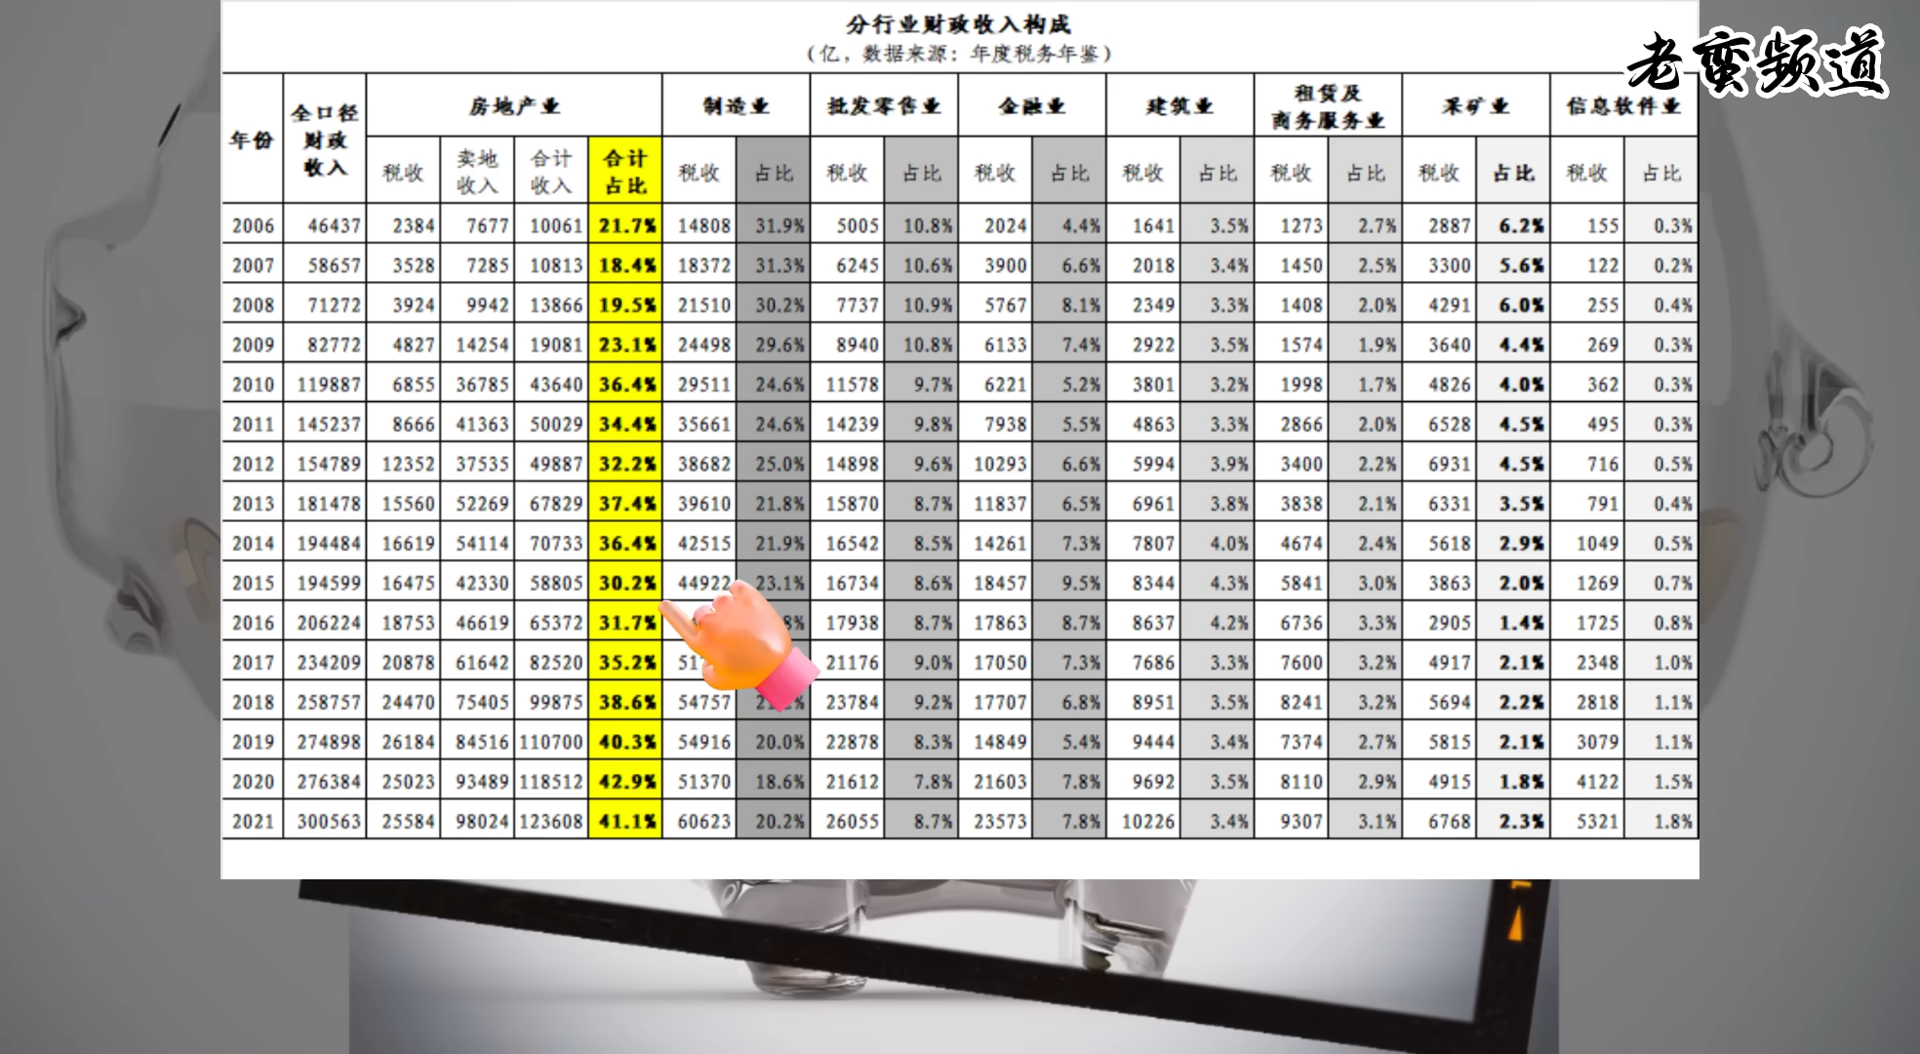 分行业财政收入构成
(亿，数据来源：年度税务年鉴)
老蛮频道
年份 全口径财政收入 房地产业 制造业 批发零售业 金融业 建筑业 租赁及商务服务业 采矿业 信息软件业
税收 卖地收入 合计收入 合计占比 税收 占比 税收 占比 税收 占比 税收 占比 税收 占比 税收 占比 税收 占比
2006 46437 2384 7677 10061 21.7% 14808 31.9% 5005 10.8% 2024 4.4% 1641 3.5% 1273 2.7% 2887 6.2% 155 0.3%
2007 58657 3528 7285 10813 18.4% 18372 31.3% 6245 10.6% 3900 6.6% 2018 3.4% 1450 2.5% 3300 5.6% 122 0.2%
2008 71272 3924 9942 13866 19.5% 21510 30.2% 7737 10.9% 5767 8.1% 2349 3.3% 1408 2.0% 4291 6.0% 255 0.4%
2009 82772 4827 14254 19081 23.1% 24498 29.6% 8940 10.8% 6133 7.4% 2922 3.5% 1574 1.9% 3640 4.4% 269 0.3%
2010 119887 6855 36785 43640 36.4% 29511 24.6% 11578 9.7% 6221 5.2% 3801 3.2% 1998 1.7% 4826 4.0% 362 0.3%
2011 145237 8666 41363 50029 34.4% 35661 24.6% 14239 9.8% 7938 5.5% 4863 3.3% 2866 2.0% 6528 4.5% 495 0.3%
2012 154789 12352 37535 49887 32.2% 38682 25.0% 14898 9.6% 10293 6.6% 5994 3.9% 3400 2.2% 6931 4.5% 716 0.5%
2013 181478 15560 52269 67829 37.4% 39610 21.8% 15870 8.7% 11837 6.5% 6961 3.8% 3838 2.1% 6331 3.5% 791 0.4%
2014 194484 16619 54114 70733 36.4% 42515 21.9% 16542 8.5% 14261 7.3% 7807 4.0% 4674 2.4% 5618 2.9% 1049 0.5%
2015 194599 16475 42330 58805 30.2% 44922 23.1% 16734 8.6% 18457 9.5% 8344 4.3% 5841 3.0% 3863 2.0% 1269 0.7%
2016 206224 18753 46619 65372 31.7% 17938 8.7% 17863 8.7% 8637 4.2% 6736 3.3% 2905 1.4% 1725 0.8%
2017 234209 20878 61642 82520 35.2% 21176 9.0% 17050 7.3% 7686 3.3% 7600 3.2% 4917 2.1% 2348 1.0%
2018 258757 24470 75405 99875 38.6% 54757 23784 9.2% 17707 6.8% 8951 3.5% 8241 3.2% 5694 2.2% 2818 1.1%
2019 274898 26184 84516 110700 40.3% 54916 20.0% 22878 8.3% 14849 5.4% 9444 3.4% 7374 2.7% 5815 2.1% 3079 1.1%
2020 276384 25023 93489 118512 42.9% 51370 18.6% 21612 7.8% 21603 7.8% 9692 3.5% 8110 2.9% 4915 1.8% 4122 1.5%
2021 300563 25584 98024 123608 41.1% 60623 20.2% 26055 8.7% 23573 7.8% 10226 3.4% 9307 3.1% 6768 2.3% 5321 1.8%